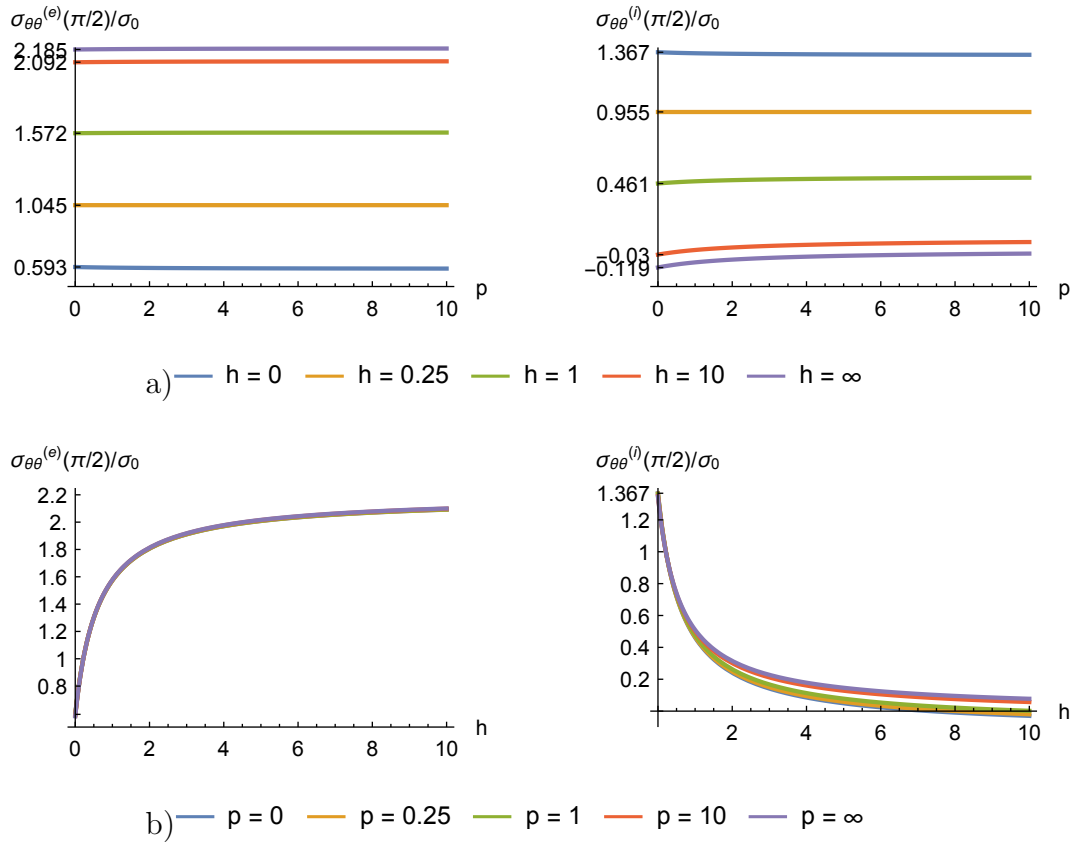 σθθ(e)(π/2)/σ0
2.185
2.092
1.572
1.045
0.593
0 2 4 6 8 10
p
σθθ(i)(π/2)/σ0
1.367
0.955
0.461
-0.03
-0.119
0 2 4 6 8 10
p
a) h = 0 h = 0.25 h = 1 h = 10 h = ∞
σθθ(e)(π/2)/σ0
2.2
2.
1.8
1.6
1.4
1.2
1
0.8
0 2 4 6 8 10
h
σθθ(i)(π/2)/σ0
1.367
1.2
1
0.8
0.6
0.4
0.2
2 4 6 8 10
h
b) p = 0 p = 0.25 p = 1 p = 10 p = ∞